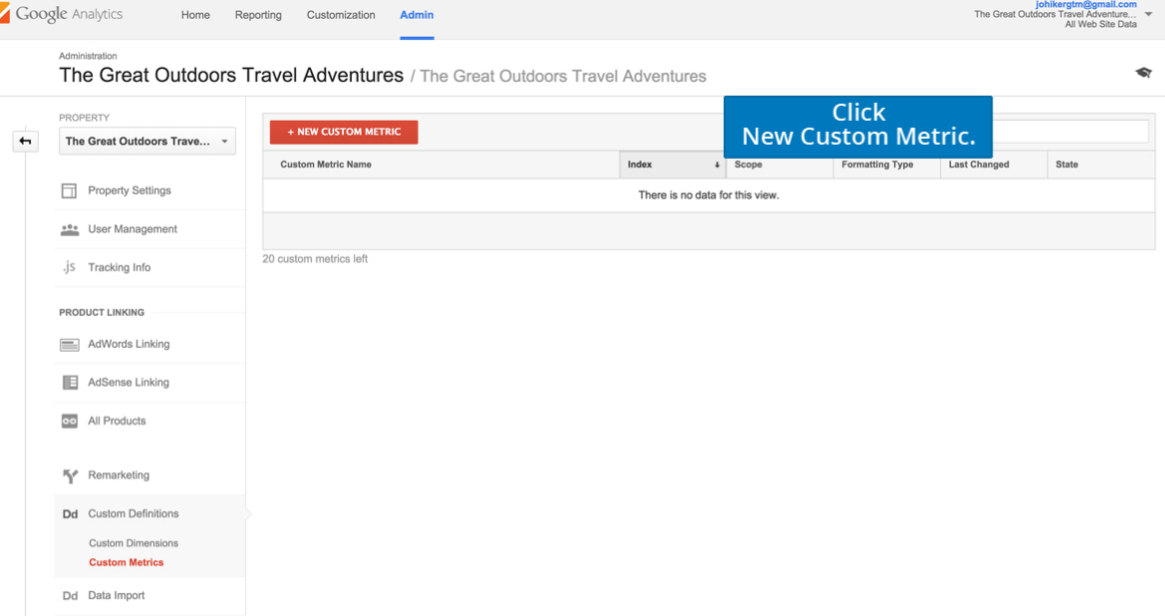 Google Analytics
Home Reporting Customization Admin
johikergtm@gmail.com
The Great Outdoors Travel Adventure...
All Web Site Data
Administration
The Great Outdoors Travel Adventures / The Great Outdoors Travel Adventures
PROPERTY
The Great Outdoors Trave...
Property Settings
User Management
.js Tracking Info
PRODUCT LINKING
AdWords Linking
AdSense Linking
All Products
Remarketing
Dd Custom Definitions
Custom Dimensions
Custom Metrics
Dd Data Import
+ NEW CUSTOM METRIC
Click
New Custom Metric.
Custom Metric Name Index Scope Formatting Type Last Changed State
There is no data for this view.
20 custom metrics left